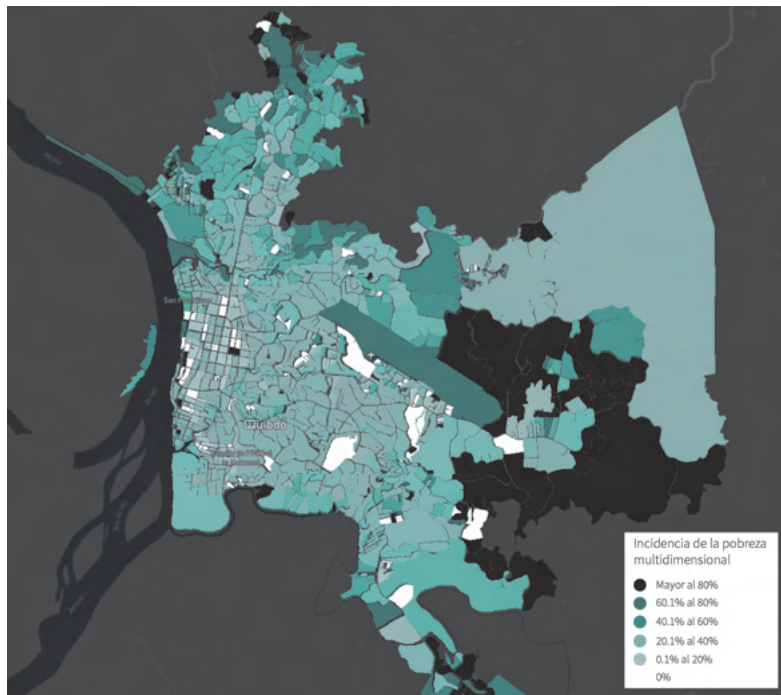 San
Quibdó
Incidencia de la pobreza
multidimensional
Mayor al 80%
60.1% al 80%
40.1% al 60%
20.1% al 40%
0.1% al 20%
0%